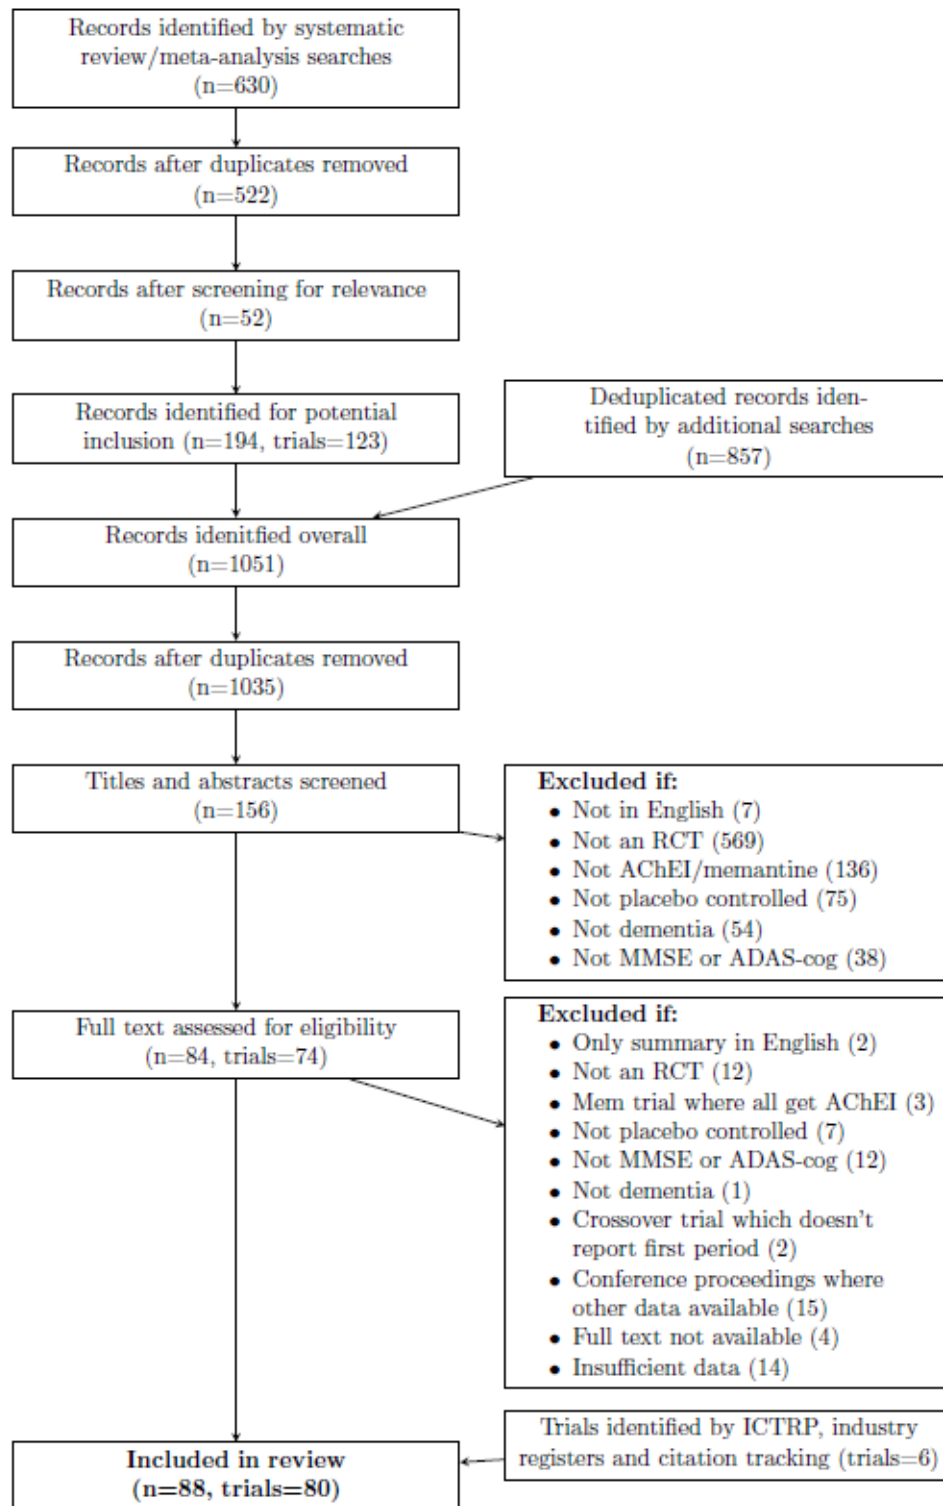 Records identified by systematic
review/meta-analysis searches
(n=630)
Records after duplicates removed
(n=522)
Records after screening for relevance
(n=52)
Records identified for potential
inclusion (n=194, trials=123)
Deduplicated records iden-
tified by additional searches
(n=857)
Records idenitfied overall
(n=1051)
Records after duplicates removed
(n=1035)
Titles and abstracts screened
(n=156)
Excluded if:
• Not in English (7)
• Not an RCT (569)
• Not AChEI/memantine (136)
• Not placebo controlled (75)
• Not dementia (54)
• Not MMSE or ADAS-cog (38)
Full text assessed for eligibility
(n=84, trials=74)
Excluded if:
• Only summary in English (2)
• Not an RCT (12)
• Mem trial where all get AChEI (3)
• Not placebo controlled (7)
• Not MMSE or ADAS-cog (12)
• Not dementia (1)
• Crossover trial which doesn't
report first period (2)
• Conference proceedings where
other data available (15)
• Full text not available (4)
• Insufficient data (14)
Trials identified by ICTRP, industry
registers and citation tracking (trials=6)
Included in review
(n=88, trials=80)